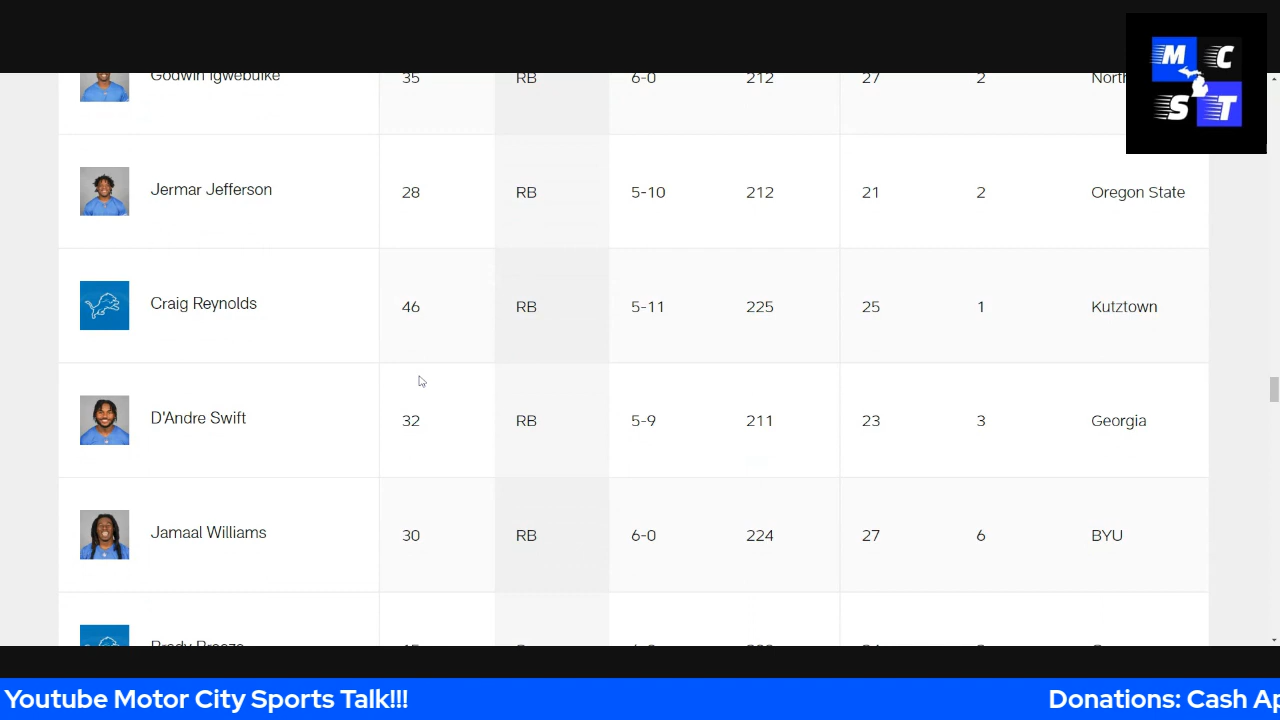 M C
S T
Godwin Igwebuike 35 RB 6-0 212 27 2
Jermar Jefferson 28 RB 5-10 212 21 2 Oregon State
Craig Reynolds 46 RB 5-11 225 25 1 Kutztown
D'Andre Swift 32 RB 5-9 211 23 3 Georgia
Jamaal Williams 30 RB 6-0 224 27 6 BYU
Brady Breeze
Youtube Motor City Sports Talk!!! Donations: Cash Ap